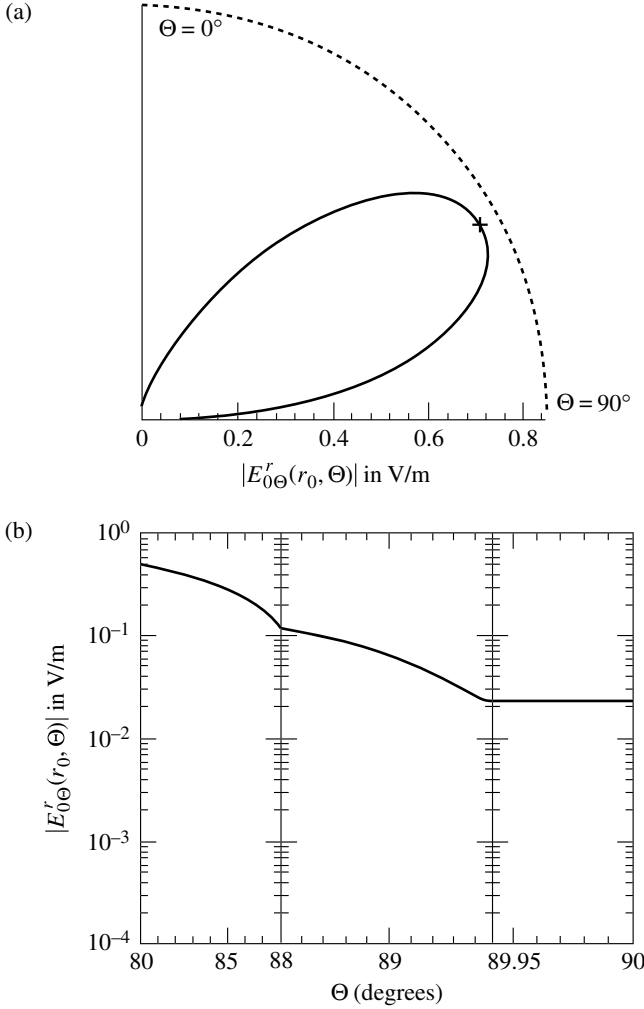 (a)
Θ = 0°
Θ = 90°
0 0.2 0.4 0.6 0.8
|E^r_{0Θ}(r_0, Θ)| in V/m
(b)
10^0
10^{-1}
10^{-2}
10^{-3}
10^{-4}
|E^r_{0Θ}(r_0, Θ)| in V/m
80 85 88 89 89.95 90
Θ (degrees)